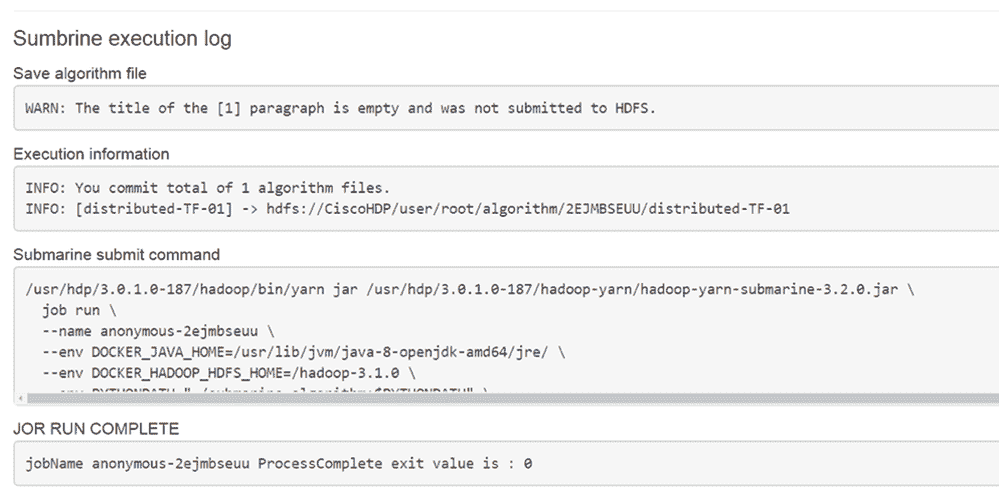 Sumbrine execution log
Save algorithm file
WARN: The title of the [1] paragraph is empty and was not submitted to HDFS.
Execution information
INFO: You commit total of 1 algorithm files.
INFO: [distributed-TF-01] -> hdfs://CiscoHDP/user/root/algorithm/2EJMBSEUU/distributed-TF-01
Submarine submit command
/usr/hdp/3.0.1.0-187/hadoop/bin/yarn jar /usr/hdp/3.0.1.0-187/hadoop-yarn/hadoop-yarn-submarine-3.2.0.jar \
job run \
--name anonymous-2ejmbseuu \
--env DOCKER_JAVA_HOME=/usr/lib/jvm/java-8-openjdk-amd64/jre/ \
--env DOCKER_HADOOP_HDFS_HOME=/hadoop-3.1.0 \
JOR RUN COMPLETE
jobName anonymous-2ejmbseuu ProcessComplete exit value is : 0